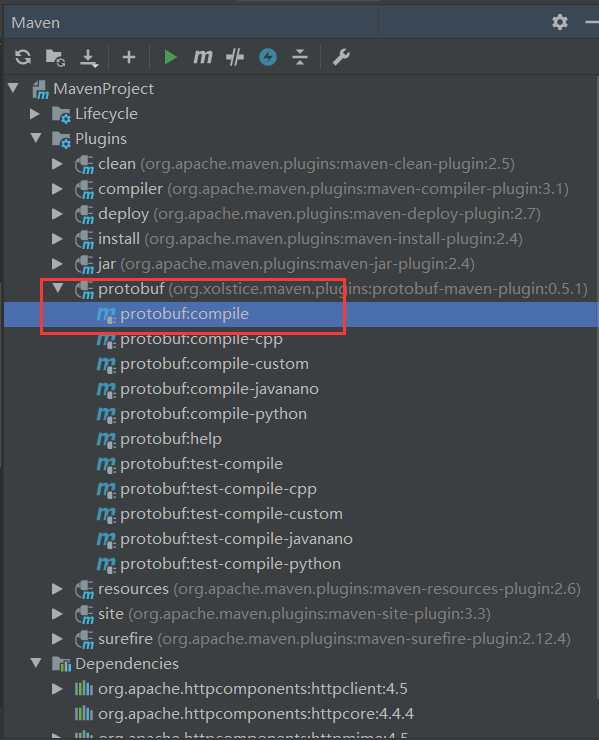 Maven
MavenProject
Lifecycle
Plugins
clean (org.apache.maven.plugins:maven-clean-plugin:2.5)
compiler (org.apache.maven.plugins:maven-compiler-plugin:3.1)
deploy (org.apache.maven.plugins:maven-deploy-plugin:2.7)
install (org.apache.maven.plugins:maven-install-plugin:2.4)
jar (org.apache.maven.plugins:maven-jar-plugin:2.4)
protobuf (org.xolstice.maven.plugins:protobuf-maven-plugin:0.5.1)
protobuf:compile
protobuf:compile-cpp
protobuf:compile-custom
protobuf:compile-javanano
protobuf:compile-python
protobuf:help
protobuf:test-compile
protobuf:test-compile-cpp
protobuf:test-compile-custom
protobuf:test-compile-javanano
protobuf:test-compile-python
resources (org.apache.maven.plugins:maven-resources-plugin:2.6)
site (org.apache.maven.plugins:maven-site-plugin:3.3)
surefire (org.apache.maven.plugins:maven-surefire-plugin:2.12.4)
Dependencies
org.apache.httpcomponents:httpclient:4.5
org.apache.httpcomponents:httpcore:4.4.4
org.apache.httpcomponents:httpmime:4.5